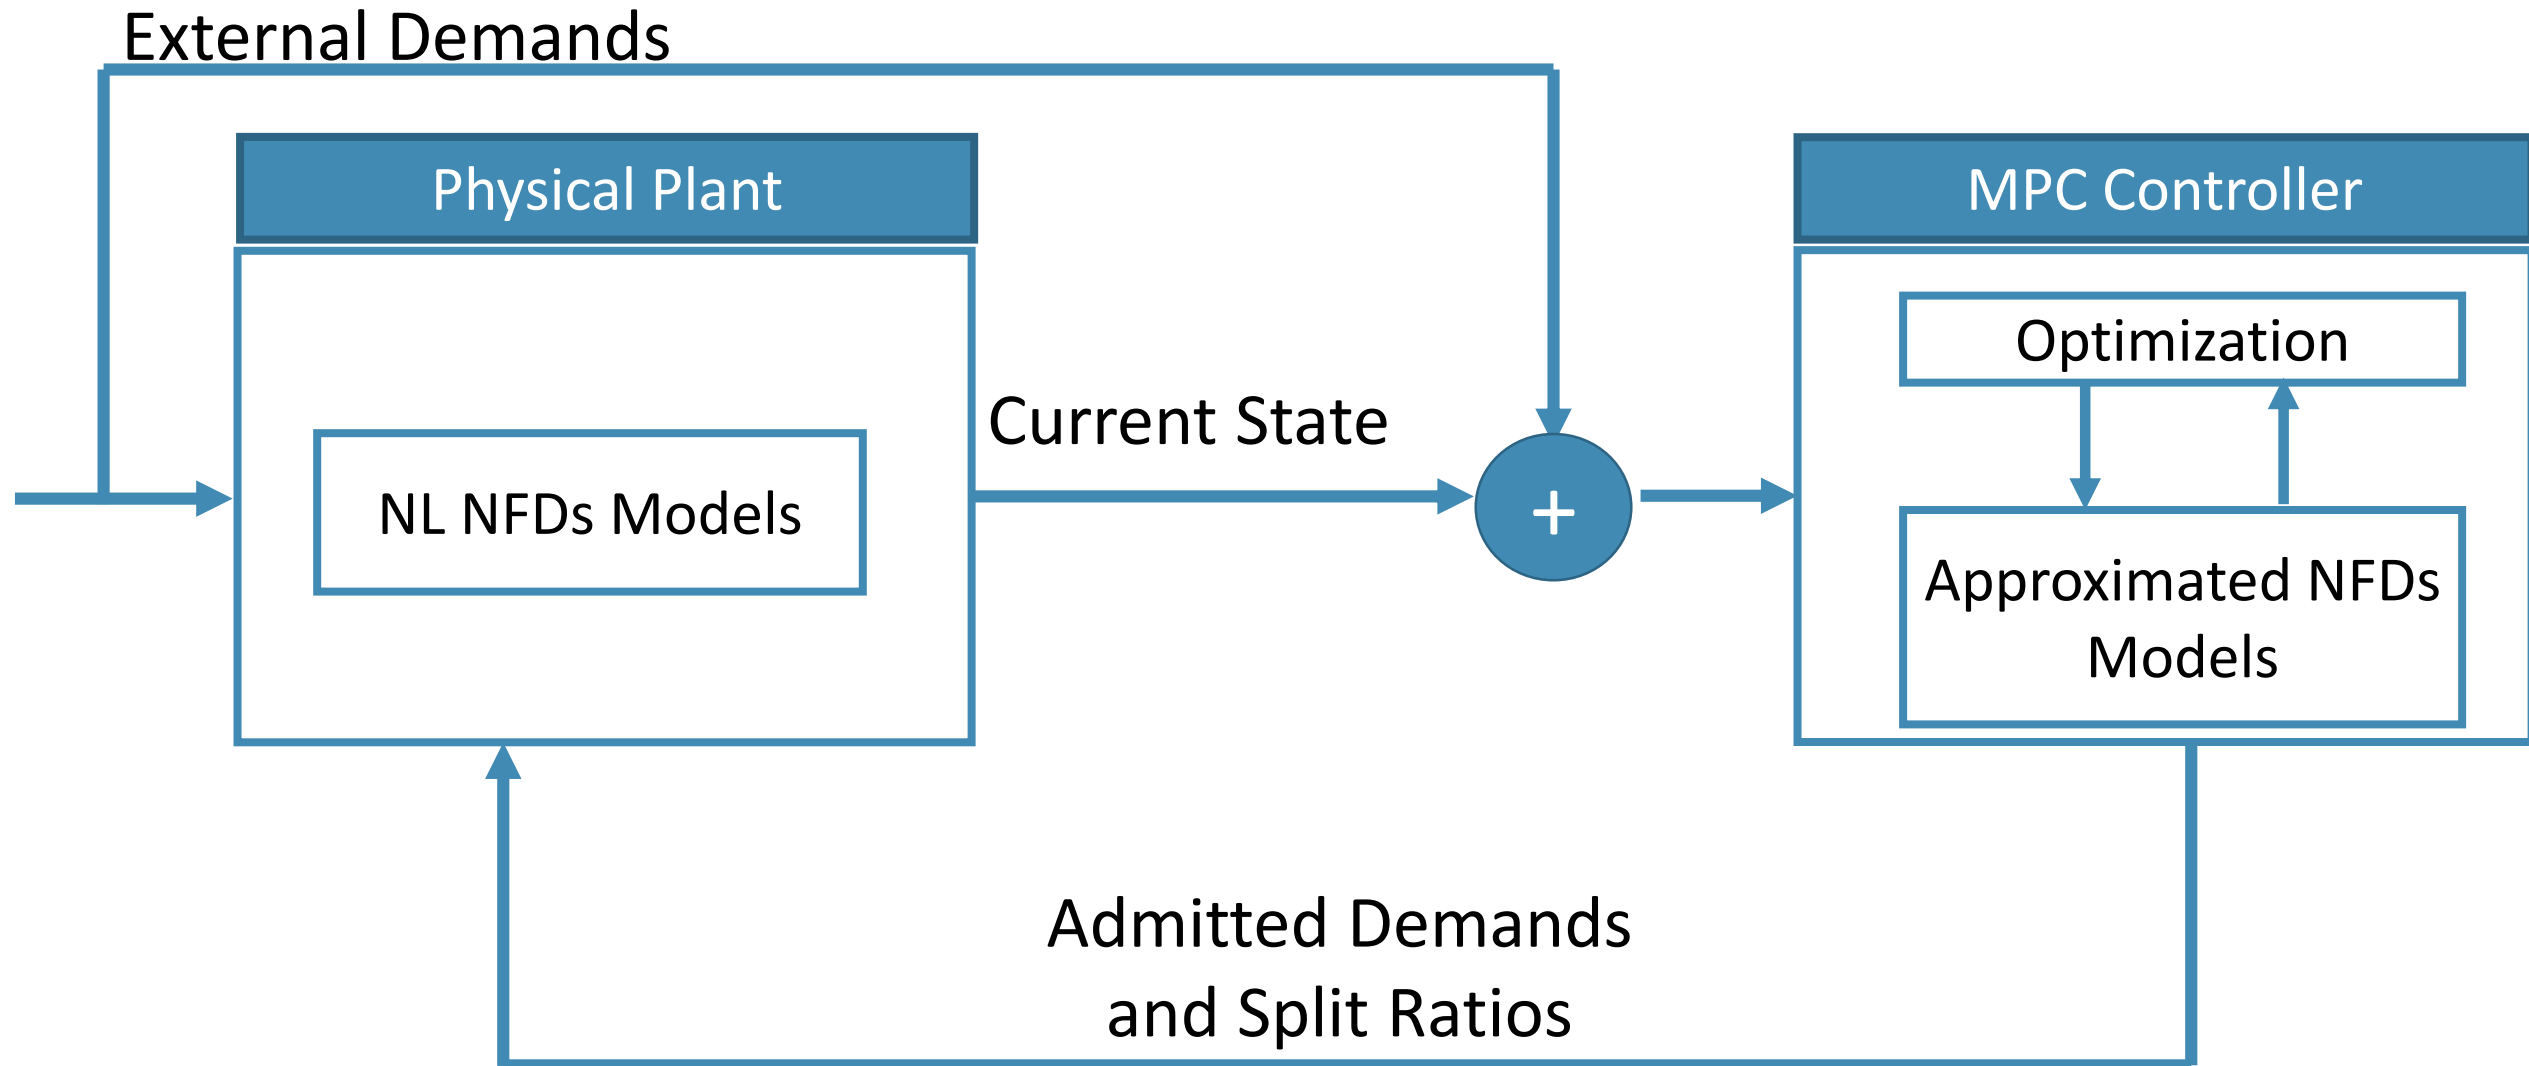 External Demands
Physical Plant
MPC Controller
Optimization
Current State
NL NFDs Models
+
Approximated NFDs
Models
Admitted Demands
and Split Ratios